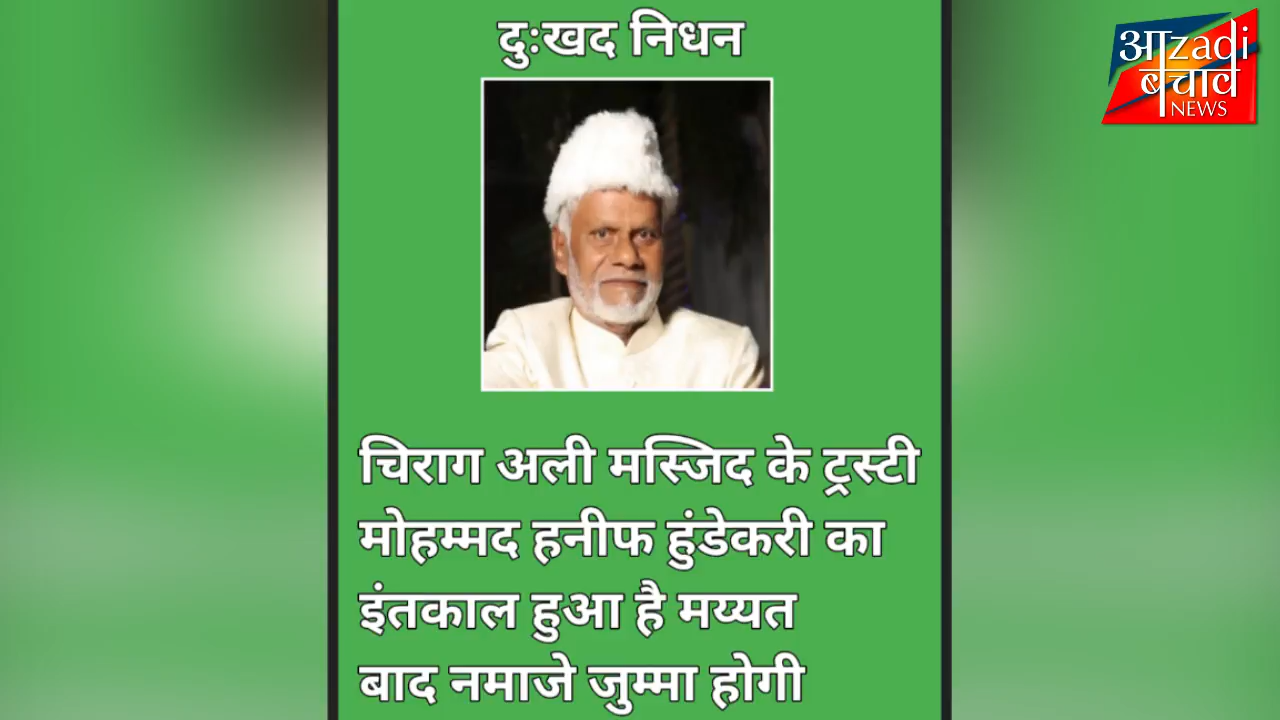 दुःखद निधन
आzadi
बचाव
NEWS
चिराग अली मस्जिद के ट्रस्टी
मोहम्मद हनीफ हुंडेकरी का
इंतकाल हुआ है मय्यत
बाद नमाजे जुम्मा होगी